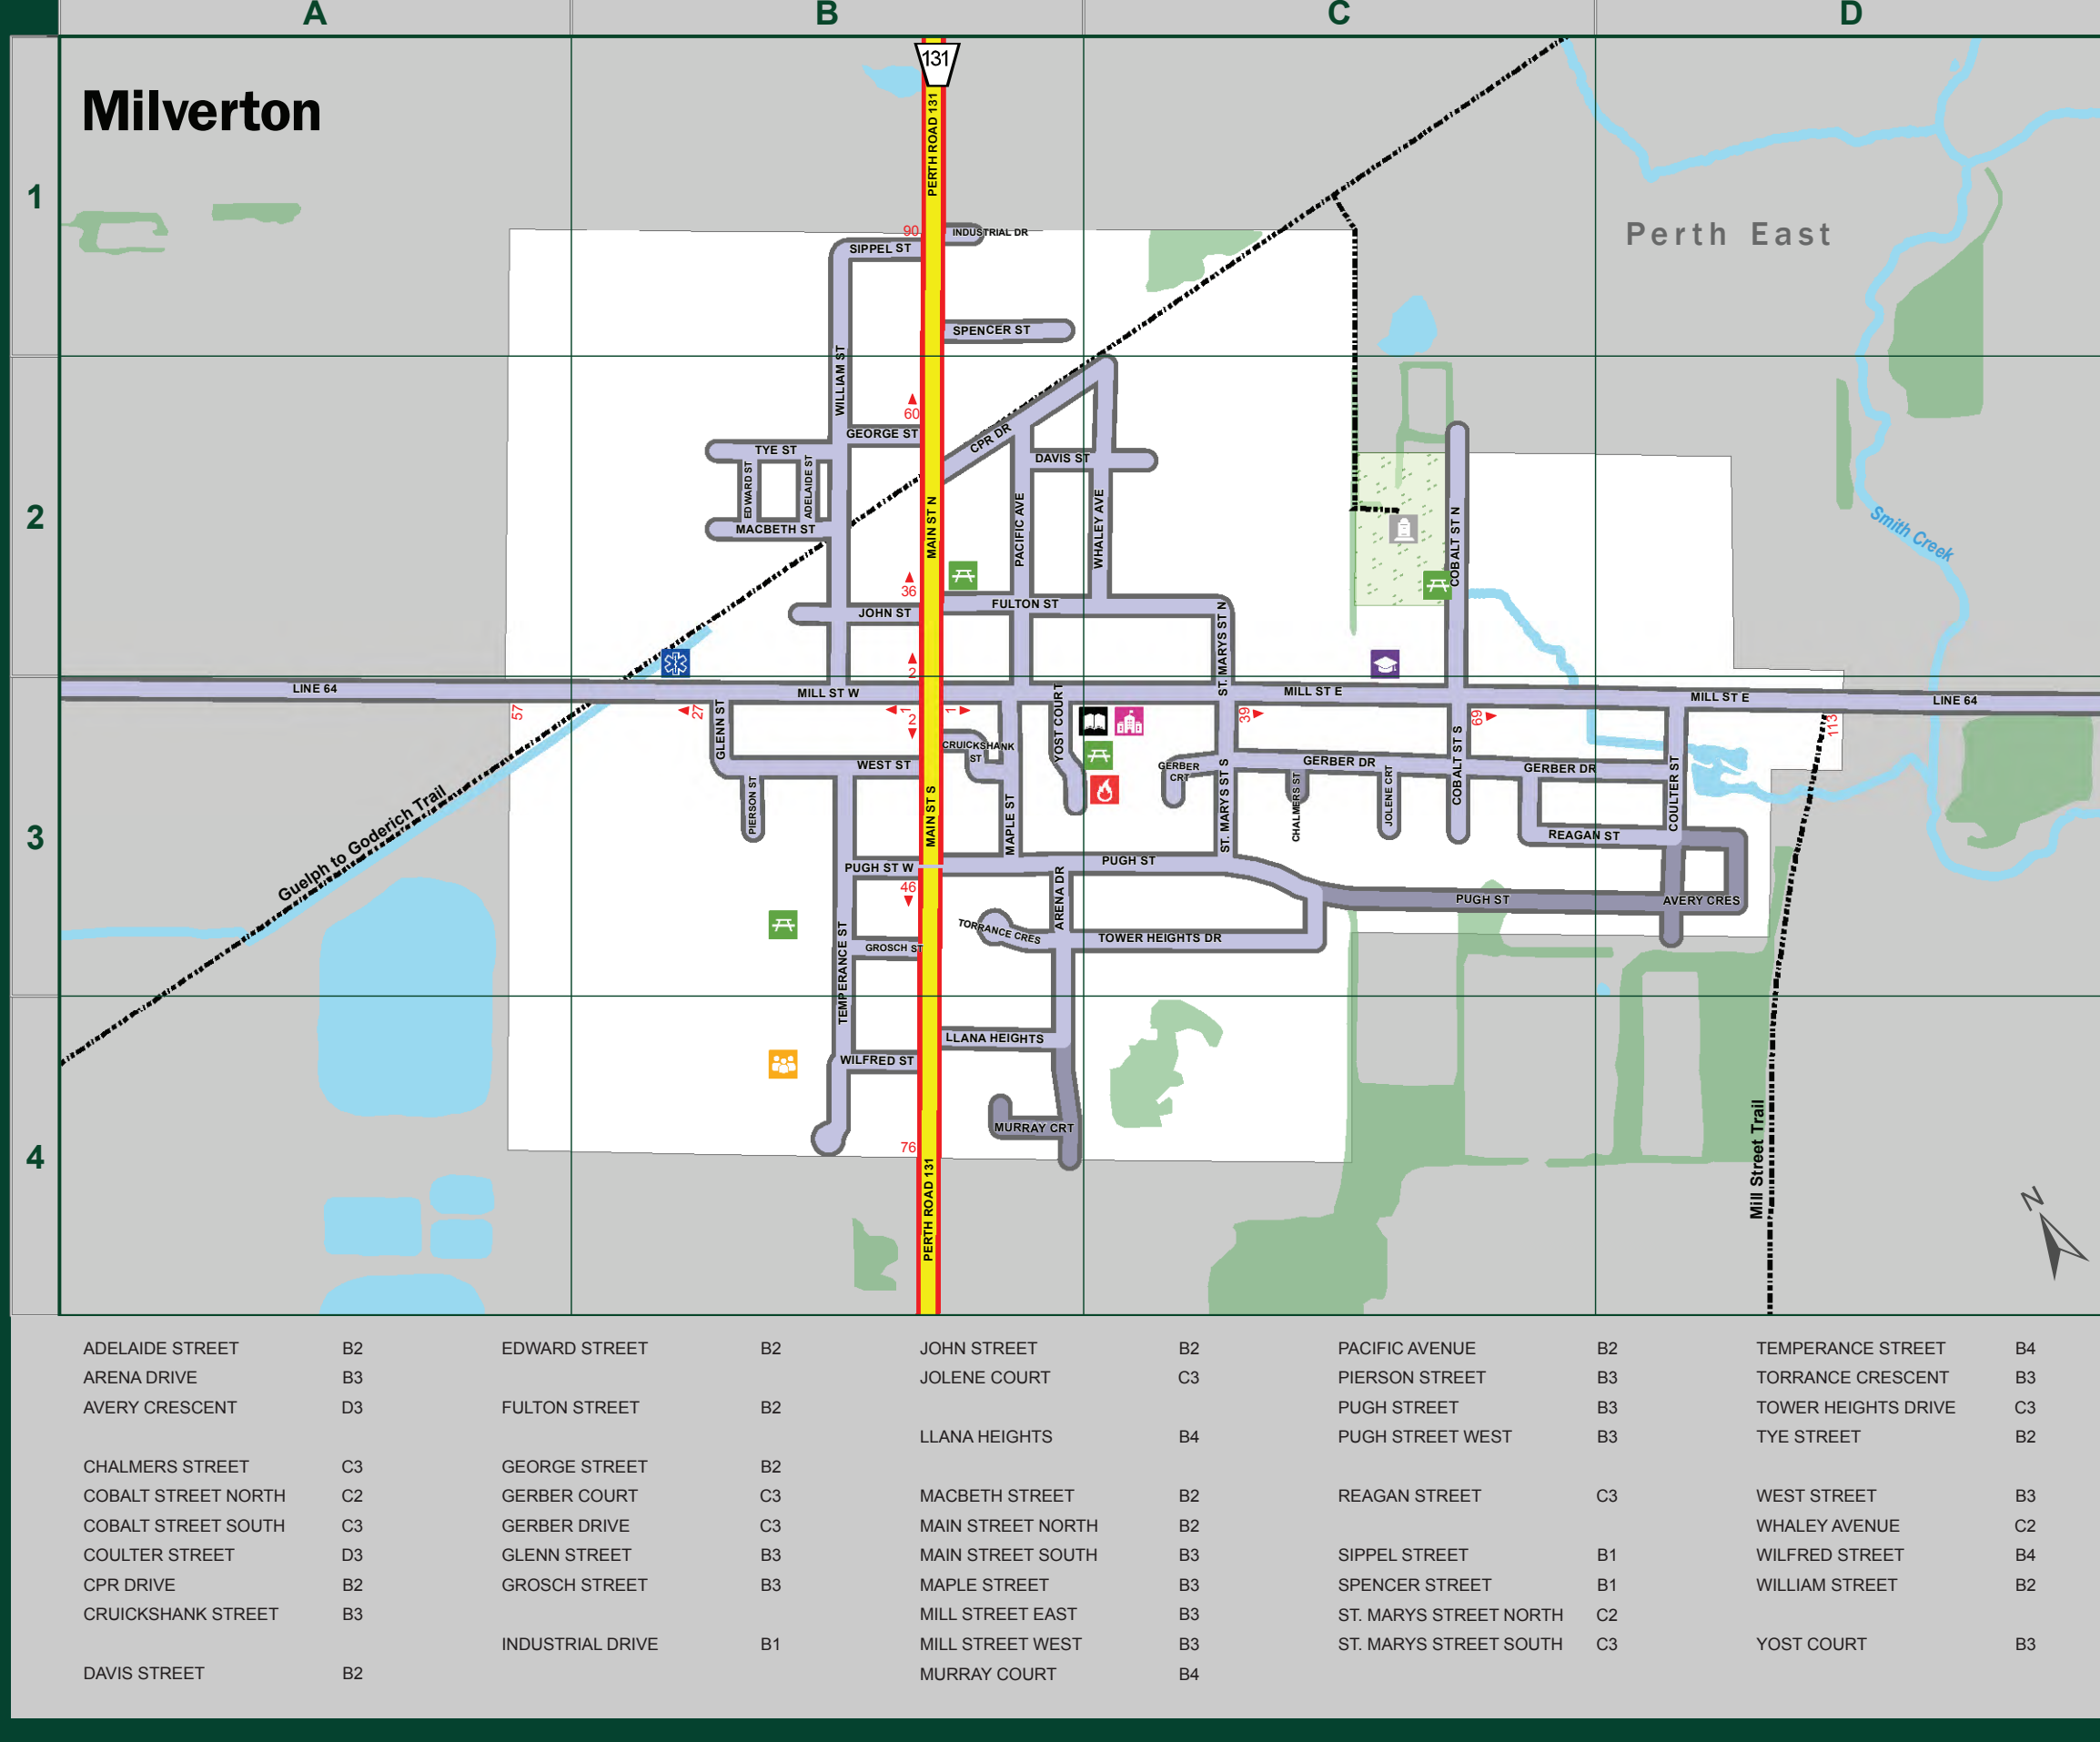 A B C D
131
PERTH ROAD 131
Milverton
1
Perth East
90
INDUSTRIAL DR
SIPPEL ST
SPENCER ST
WILLIAM ST
60
GEORGE ST
CPR DR
TYE ST
DAVIS ST
EDWARD ST
ADELAIDE ST
2
MACBETH ST
MAIN ST N
PACIFIC AVE
WHALEY AVE
COBALT ST N
Smith Creek
36
JOHN ST
FULTON ST
ST. MARYS ST N
2
LINE 64
MILL ST W
MILL ST E
MILL ST E
LINE 64
57
27
1
1
2
39
69
113
GLENN ST
YOST COURT
CRUICKSHANK
ST
WEST ST
GERBER
CRT
GERBER DR
GERBER DR
PIERSON ST
MAIN ST S
MAPLE ST
ST. MARYS ST S
CHALMERS ST
JOLENE CRT
COBALT ST S
COULTER ST
REAGAN ST
3
Guelph to Goderich Trail
PUGH ST W
PUGH ST
46
ARENA DR
PUGH ST
AVERY CRES
TORRANCE CRES
TOWER HEIGHTS DR
GROSCH ST
TEMPERANCE ST
LLANA HEIGHTS
WILFRED ST
MURRAY CRT
76
4
PERTH ROAD 131
Mill Street Trail
N
ADELAIDE STREET B2
ARENA DRIVE B3
AVERY CRESCENT D3
CHALMERS STREET C3
COBALT STREET NORTH C2
COBALT STREET SOUTH C3
COULTER STREET D3
CPR DRIVE B2
CRUICKSHANK STREET B3
DAVIS STREET B2
EDWARD STREET B2
FULTON STREET B2
GEORGE STREET B2
GERBER COURT C3
GERBER DRIVE C3
GLENN STREET B3
GROSCH STREET B3
INDUSTRIAL DRIVE B1
JOHN STREET B2
JOLENE COURT C3
LLANA HEIGHTS B4
MACBETH STREET B2
MAIN STREET NORTH B2
MAIN STREET SOUTH B3
MAPLE STREET B3
MILL STREET EAST B3
MILL STREET WEST B3
MURRAY COURT B4
PACIFIC AVENUE B2
PIERSON STREET B3
PUGH STREET B3
PUGH STREET WEST B3
REAGAN STREET C3
SIPPEL STREET B1
SPENCER STREET B1
ST. MARYS STREET NORTH C2
ST. MARYS STREET SOUTH C3
TEMPERANCE STREET B4
TORRANCE CRESCENT B3
TOWER HEIGHTS DRIVE C3
TYE STREET B2
WEST STREET B3
WHALEY AVENUE C2
WILFRED STREET B4
WILLIAM STREET B2
YOST COURT B3